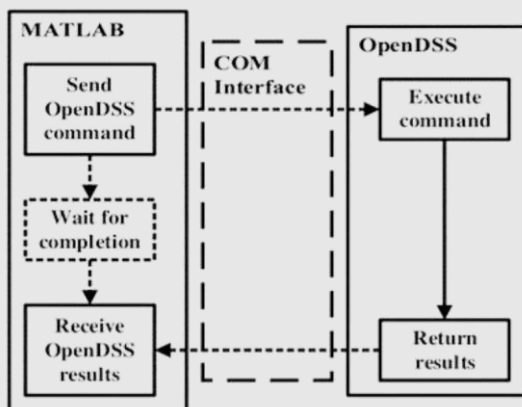 MATLAB
Send
OpenDSS
command
Wait for
completion
Receive
OpenDSS
results
COM
Interface
OpenDSS
Execute
command
Return
results